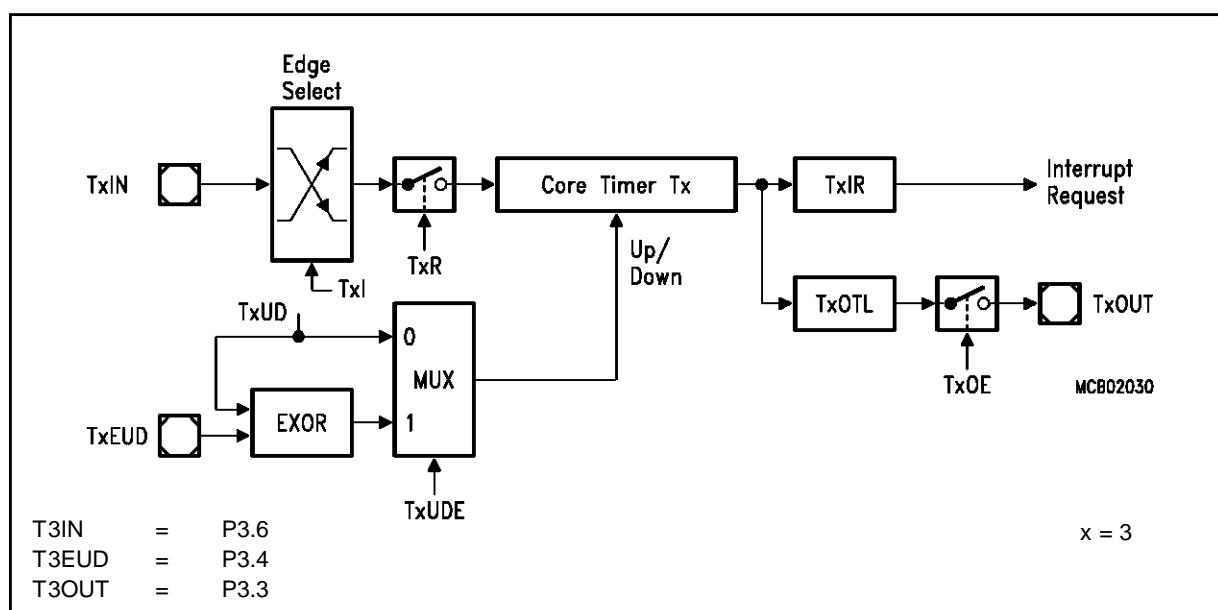 Edge
Select
TxIN
Core Timer Tx
TxIR
Interrupt
Request
TxR
Up/
Down
TxI
TxUD
TxOTL
TxOUT
0
MUX
1
TxOE
MCB02030
TxEUD
EXOR
TxUDE
T3IN = P3.6
x = 3
T3EUD = P3.4
T3OUT = P3.3